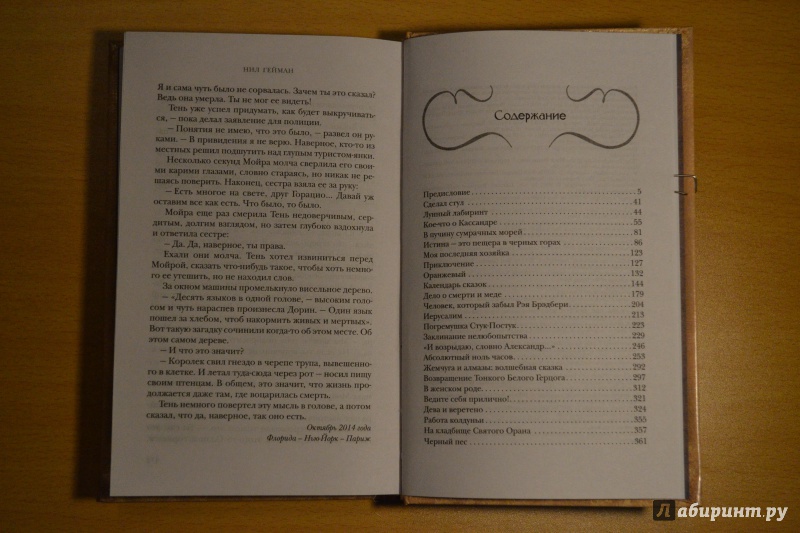 НИЛ ГЕЙМАН
Я и сама чуть было не сорвалась. Зачем ты это сказал?
Ведь она умерла. Ты не мог ее видеть!
Тень уже успел придумать, как будет выкручивать-
ся, – пока делал заявление для полиции.
– Понятия не имею, что это было, – развел он ру-
ками. – В привидения я не верю. Наверное, кто-то из
местных решил подшутить над глупым туристом-янки.
Несколько секунд Мойра молча сверлила его свои-
ми карими глазами, словно стараясь, но никак не ре-
шаясь поверить. Наконец, сестра взяла ее за руку:
– Есть многое на свете, друг Горацио... Давай уж
оставим все как есть. Что было, то было.
Мойра еще раз смерила Тень недоверчивым, сер-
дитым, долгим взглядом, но затем глубоко вздохнула
и ответила сестре:
– Да. Да, наверное, ты права.
Ехали они молча. Тень хотел извиниться перед
Мойрой, сказать что-нибудь такое, чтобы хоть немно-
го ее утешить, но не находил слов.
За окном машины промелькнуло висельное дерево.
– «Десять языков в одной голове, – высоким голо-
сом и чуть нараспев произнесла Дорин. – Один язык
пошел за хлебом, чтоб накормить живых и мертвых».
Вот такую загадку сочинили когда-то об этом месте. Об
этом самом дереве.
– И что это значит?
– Королек свил гнездо в черепе трупа, вывешенно-
го в клетке. И летал туда-сюда через рот – носил пищу
своим птенцам. В общем, это значит, что жизнь про-
должается даже там, где воцарилась смерть.
Тень немного повертел эту мысль в голове, а потом
сказал, что да, наверное, так оно есть.
Октябрь 2014 года
Флорида – Нью-Йорк – Париж
Содержание
Предисловие 5
Сделал стул 41
Лунный лабиринт 44
Кое-что о Кассандре 55
В пучину сумрачных морей 81
Истина – это пещера в черных горах 86
Моя последняя хозяйка 123
Приключение 127
Оранжевый 132
Календарь сказок 144
Дело о смерти и меде 179
Человек, который забыл Рэя Брэдбери 204
Иерусалим 213
Погремушка Стук-Постук 223
Заклинание нелюбопытства 229
«И возрыдаю, словно Александр...» 246
Абсолютный ноль часов 253
Жемчуга и алмазы: волшебная сказка 292
Возвращение Тонкого Белого Герцога 297
В женском роде 312
Ведите себя прилично! 321
Дева и веретено 324
Работа колдуньи 355
На кладбище Святого Орана 357
Черный пес 361
Лабиринт.ру